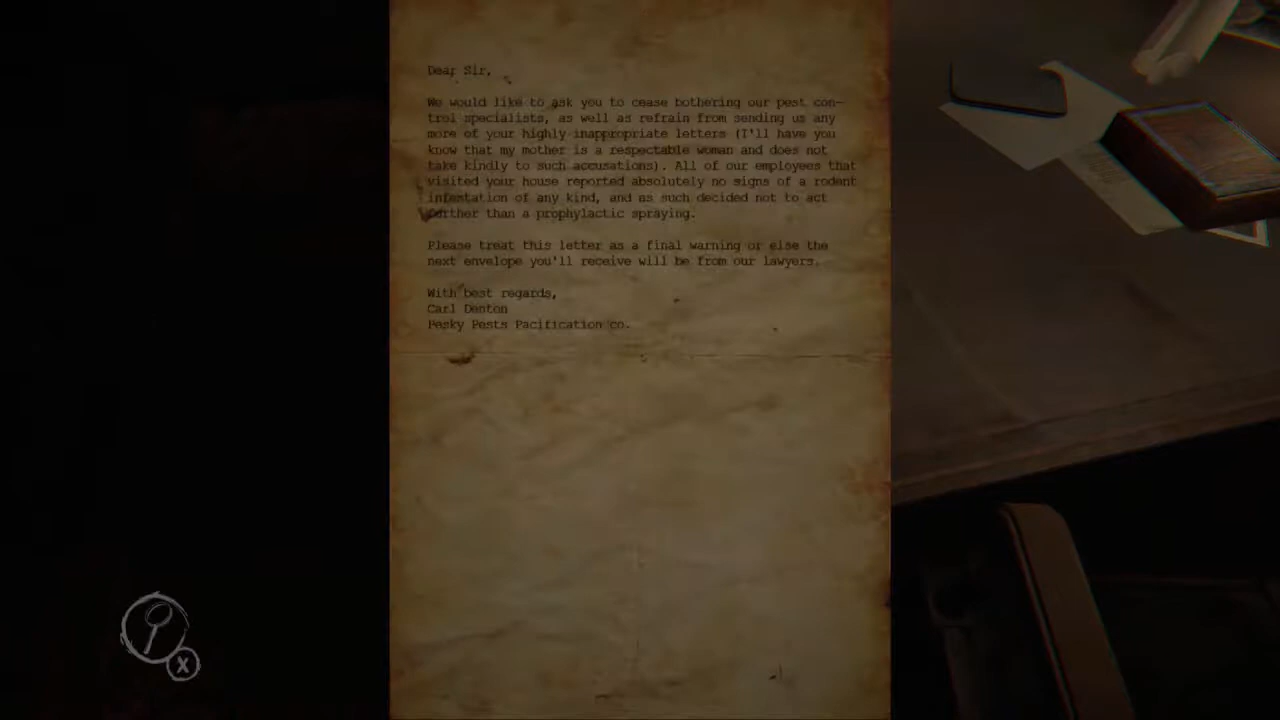 Dear Sir,
We would like to ask you to cease bothering our pest con-
trol specialists, as well as refrain from sending us any
more of your highly inappropriate letters (I'll have you
know that my mother is a respectable woman and does not
take kindly to such accusations). All of our employees that
visited your house reported absolutely no signs of a rodent
infestation of any kind, and as such decided not to act
further than a prophylactic spraying.
Please treat this letter as a final warning or else the
next envelope you'll receive will be from our lawyers.
With best regards,
Carl Denton
Pesky Pests Pacification co.
X